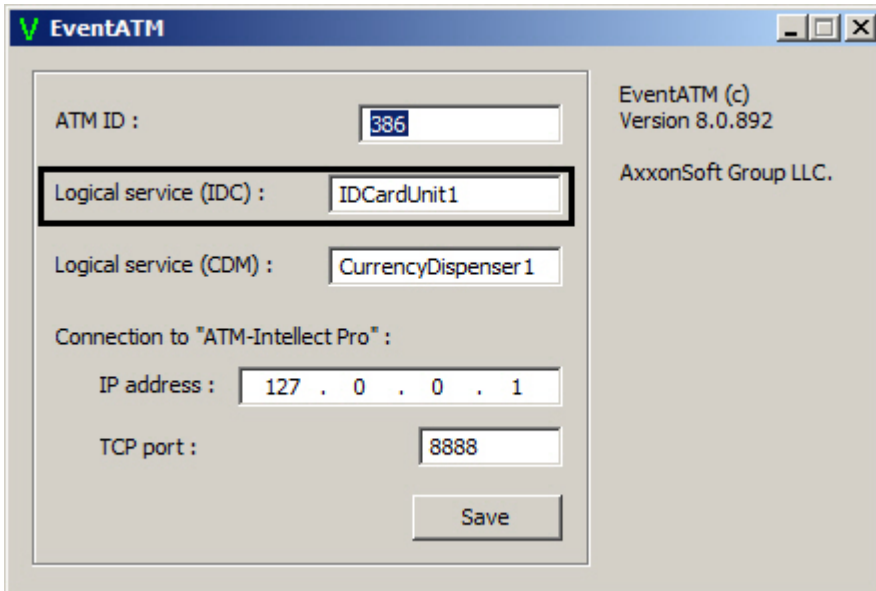 EventATM
ATM ID : 386
Logical service (IDC) : IDCardUnit1
Logical service (CDM) : CurrencyDispenser1
Connection to "ATM-Intellect Pro" :
IP address : 127 . 0 . 0 . 1
TCP port : 8888
Save
EventATM (c)
Version 8.0.892
AxxonSoft Group LLC.